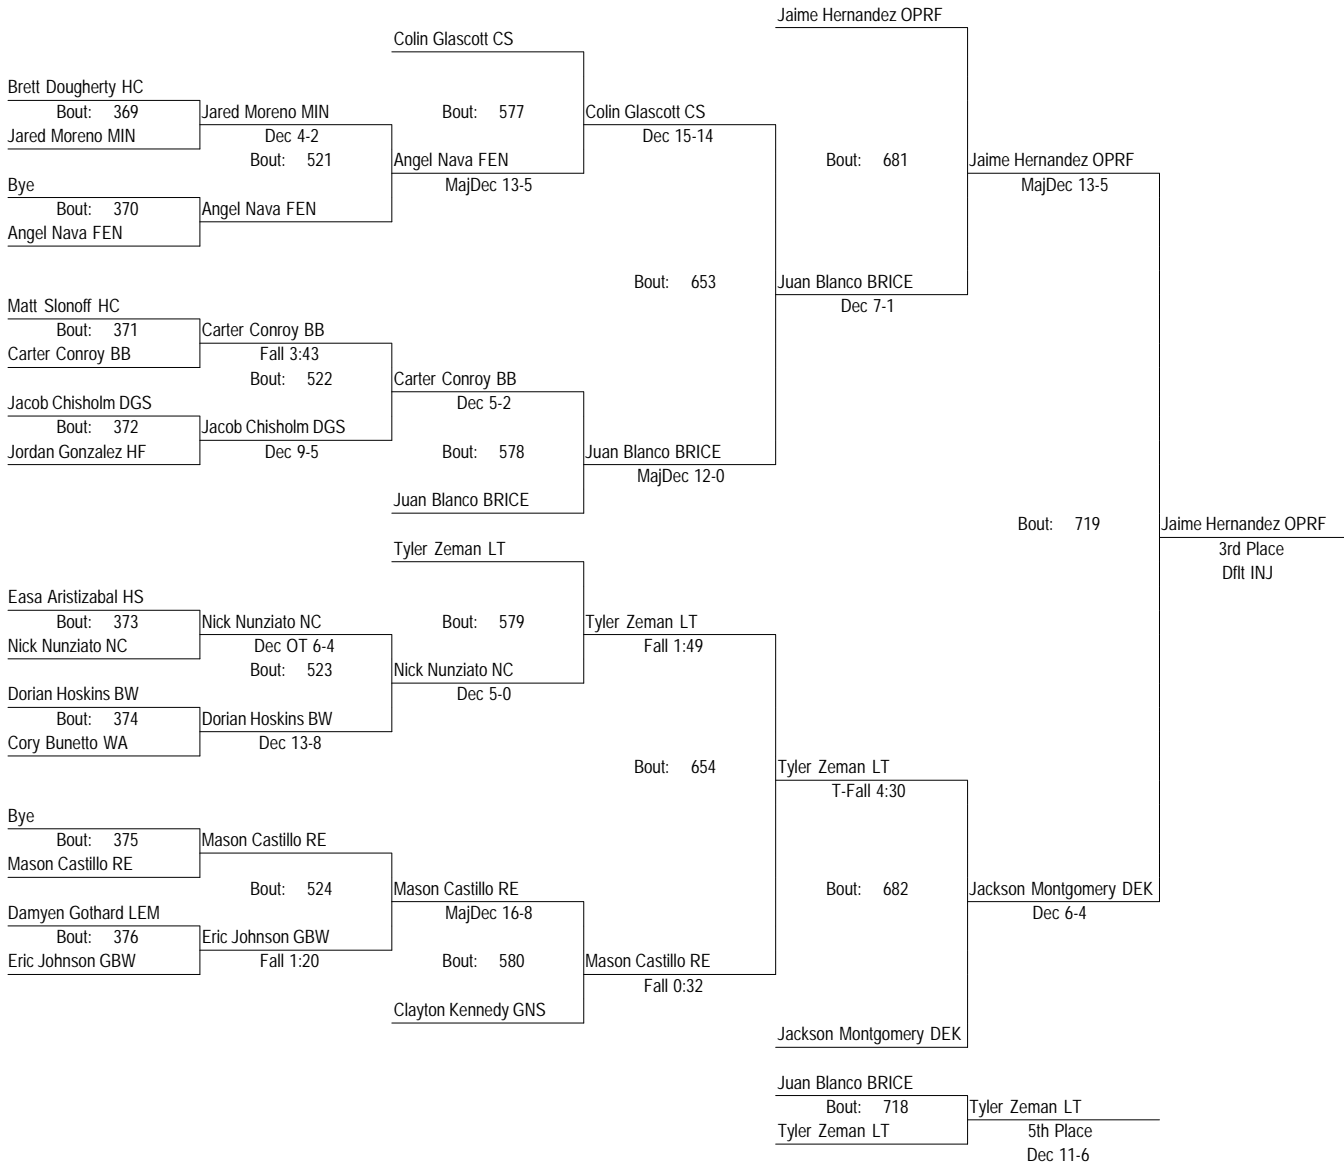 Jaime Hernandez OPRF
Colin Glascott CS
Brett Dougherty HC
Bout: 369
Jared Moreno MIN
Jared Moreno MIN
Dec 4-2
Bout: 521
Bye
Bout: 370
Angel Nava FEN
Angel Nava FEN
Bout: 577
Angel Nava FEN
MajDec 13-5
Colin Glascott CS
Dec 15-14
Matt Slonoff HC
Bout: 371
Carter Conroy BB
Carter Conroy BB
Fall 3:43
Bout: 522
Jacob Chisholm DGS
Bout: 372
Jordan Gonzalez HF
Jacob Chisholm DGS
Dec 9-5
Carter Conroy BB
Dec 5-2
Bout: 578
Juan Blanco BRICE
Juan Blanco BRICE
MajDec 12-0
Bout: 653
Juan Blanco BRICE
Dec 7-1
Bout: 681
Jaime Hernandez OPRF
MajDec 13-5
Tyler Zeman LT
Easa Aristizabal HS
Bout: 373
Nick Nunziato NC
Nick Nunziato NC
Dec OT 6-4
Bout: 523
Dorian Hoskins BW
Bout: 374
Cory Bunetto WA
Dorian Hoskins BW
Dec 13-8
Bout: 579
Nick Nunziato NC
Dec 5-0
Tyler Zeman LT
Fall 1:49
Bye
Bout: 375
Mason Castillo RE
Mason Castillo RE
Bout: 524
Damyen Gothard LEM
Bout: 376
Eric Johnson GBW
Eric Johnson GBW
Fall 1:20
Mason Castillo RE
MajDec 16-8
Bout: 580
Clayton Kennedy GNS
Mason Castillo RE
Fall 0:32
Bout: 654
Tyler Zeman LT
T-Fall 4:30
Bout: 682
Jackson Montgomery DEK
Jackson Montgomery DEK
Dec 6-4
Bout: 719
Jaime Hernandez OPRF
3rd Place
Dflt INJ
Juan Blanco BRICE
Bout: 718
Tyler Zeman LT
Tyler Zeman LT
5th Place
Dec 11-6